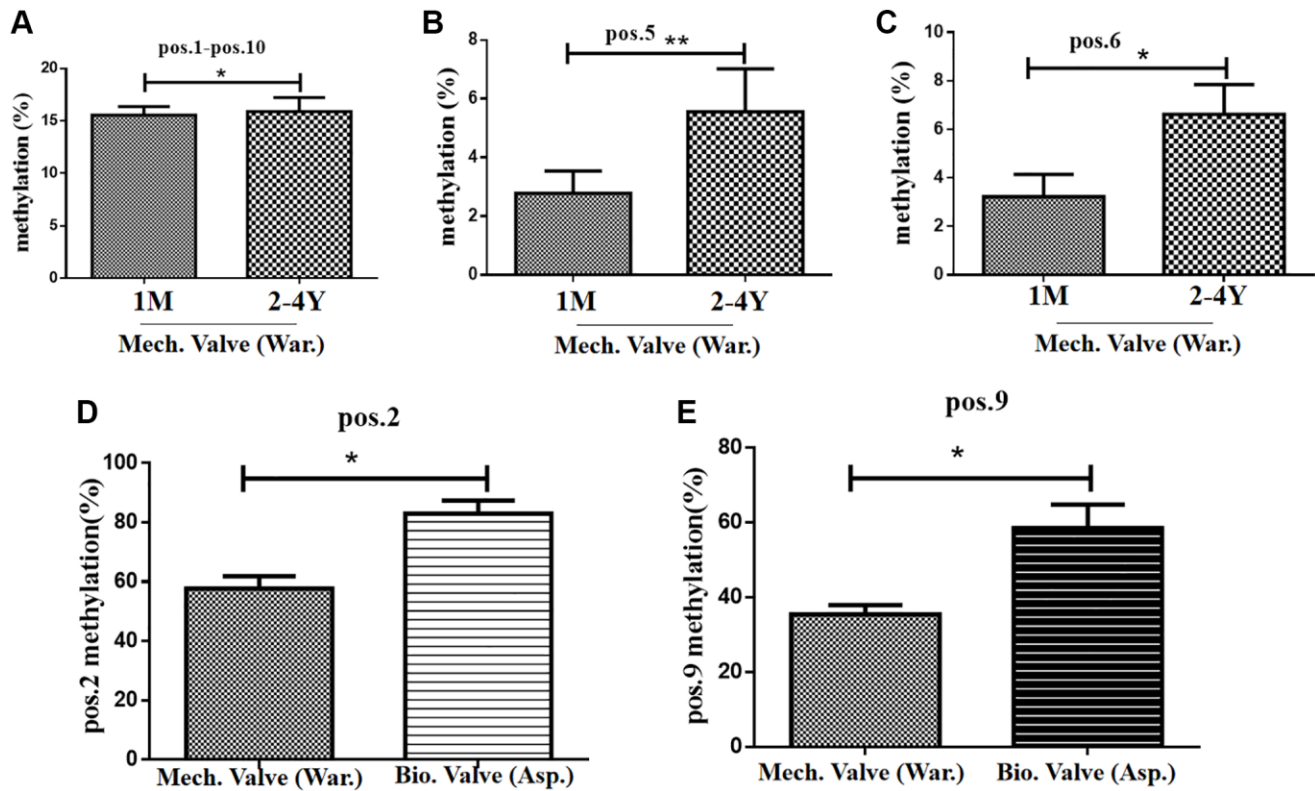 A
pos.1-pos.10
*
methylation (%)
20
15
10
5
0
1M 2-4Y
Mech. Valve (War.)
B
pos.5
**
methylation (%)
8
6
4
2
0
1M 2-4Y
Mech. Valve (War.)
C
pos.6
*
methylation (%)
10
8
6
4
2
0
1M 2-4Y
Mech. Valve (War.)
D
pos.2
*
pos.2 methylation(%)
100
80
60
40
20
0
Mech. Valve (War.) Bio. Valve (Asp.)
E
pos.9
*
pos.9 methylation(%)
80
60
40
20
0
Mech. Valve (War.) Bio. Valve (Asp.)